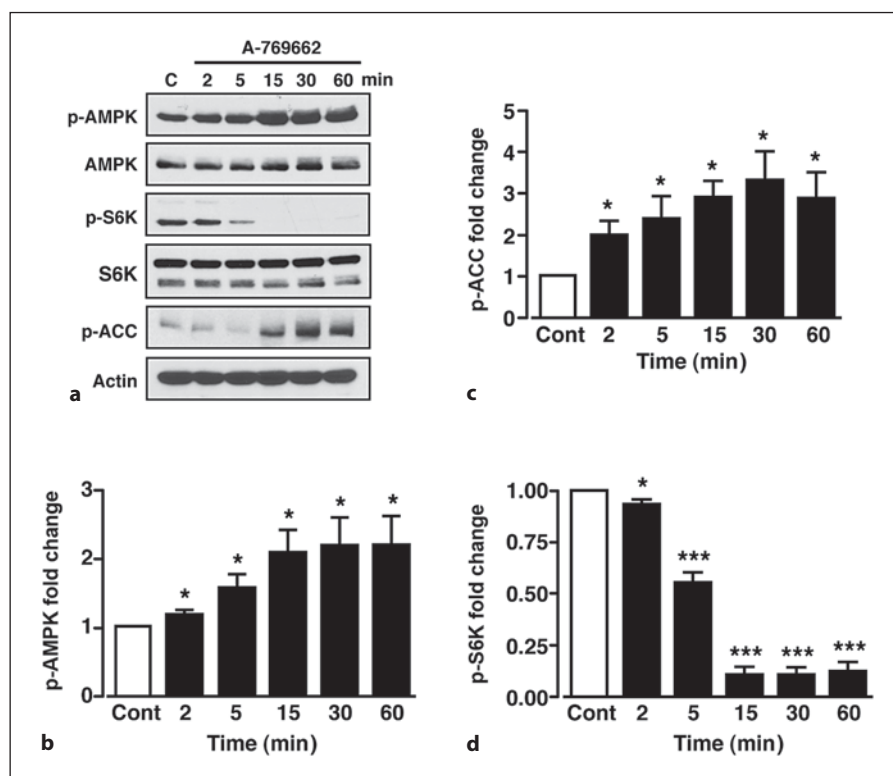 A-769662
C 2 5 15 30 60 min
p-AMPK
AMPK
p-S6K
S6K
p-ACC
Actin
a
p-ACC fold change
5
4
3
2
1
0
* * * * *
Cont 2 5 15 30 60
Time (min)
c
p-AMPK fold change
3
2
1
0
* * * * *
Cont 2 5 15 30 60
Time (min)
b
p-S6K fold change
1.00
0.75
0.50
0.25
0.00
* *** *** *** ***
Cont 2 5 15 30 60
Time (min)
d